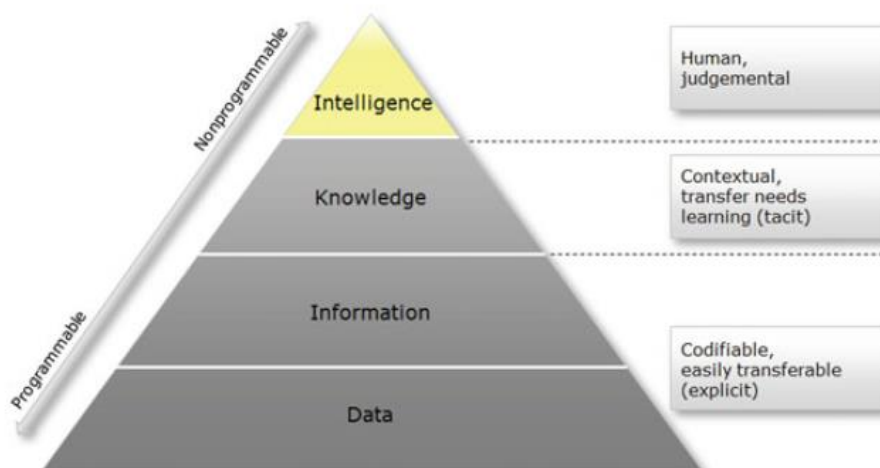 Nonprogrammable
Programmable
Intelligence
Knowledge
Information
Data
Human,
judgemental
Contextual,
transfer needs
learning (tacit)
Codifiable,
easily transferable
(explicit)